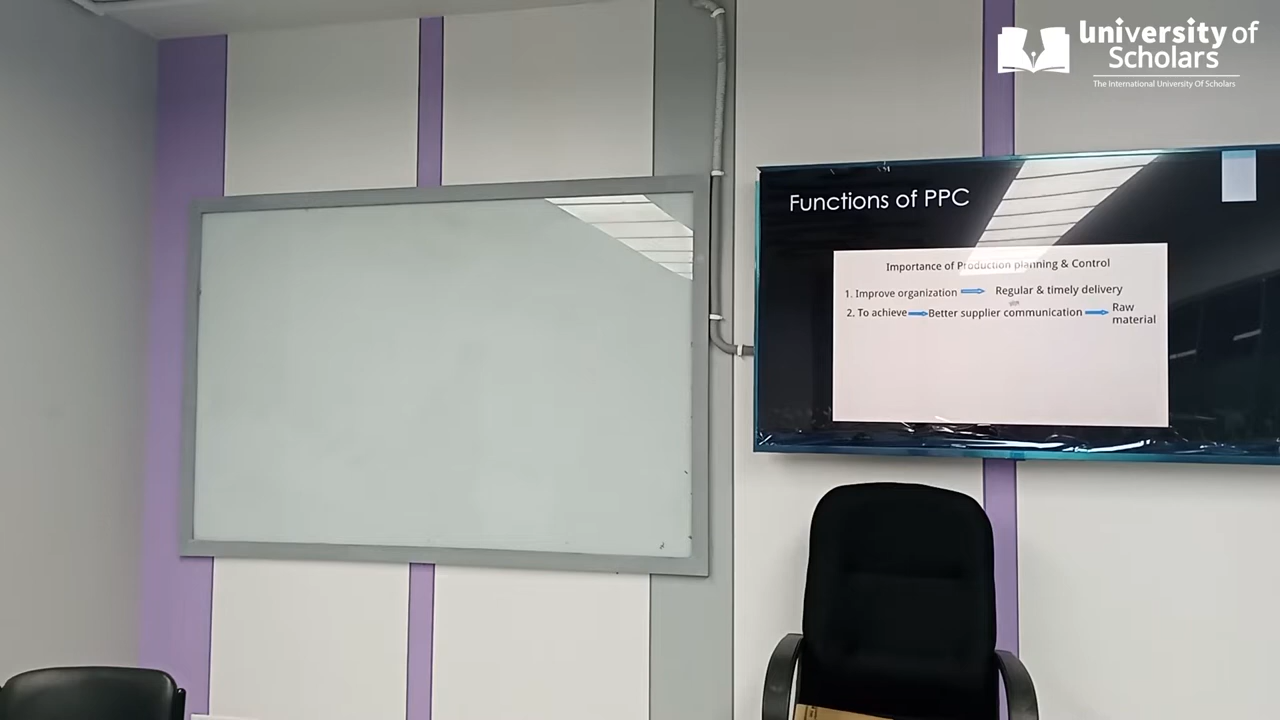 University of
Scholars
The International University Of Scholars
Functions of PPC
Importance of Production planning & Control
1. Improve organization Regular & timely delivery
2. To achieve Better supplier communication Raw
material